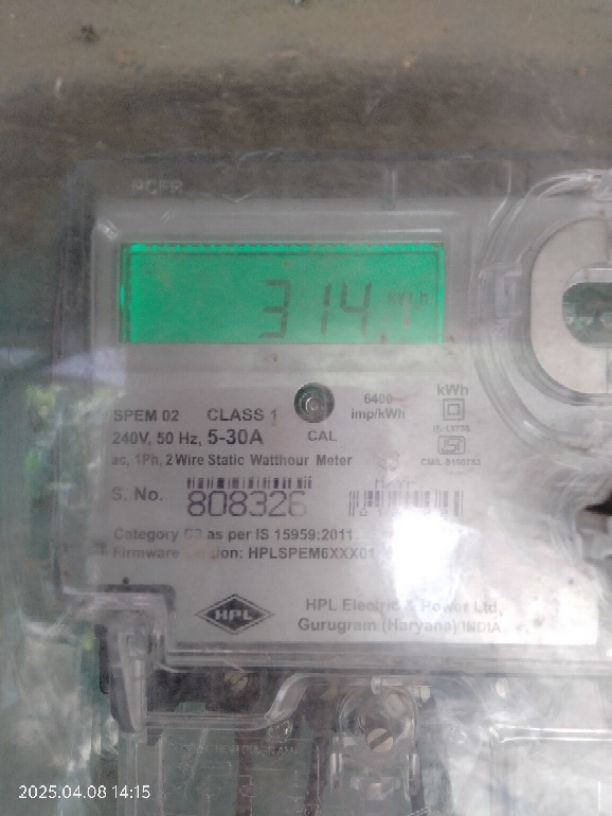 314.1 kWh
kWh
6400
imp/kWh
SPEM 02 CLASS 1
240V, 50 Hz, 5-30A CAL
ac, 1Ph, 2 Wire Static Watthour Meter
S. No. 808326
Category as per IS 15959:2011
Firmware Version: HPLSPEM6XXX01
HPL
HPL Electric & Power Ltd,
Gurugram (Haryana) INDIA
2025.04.08 14:15